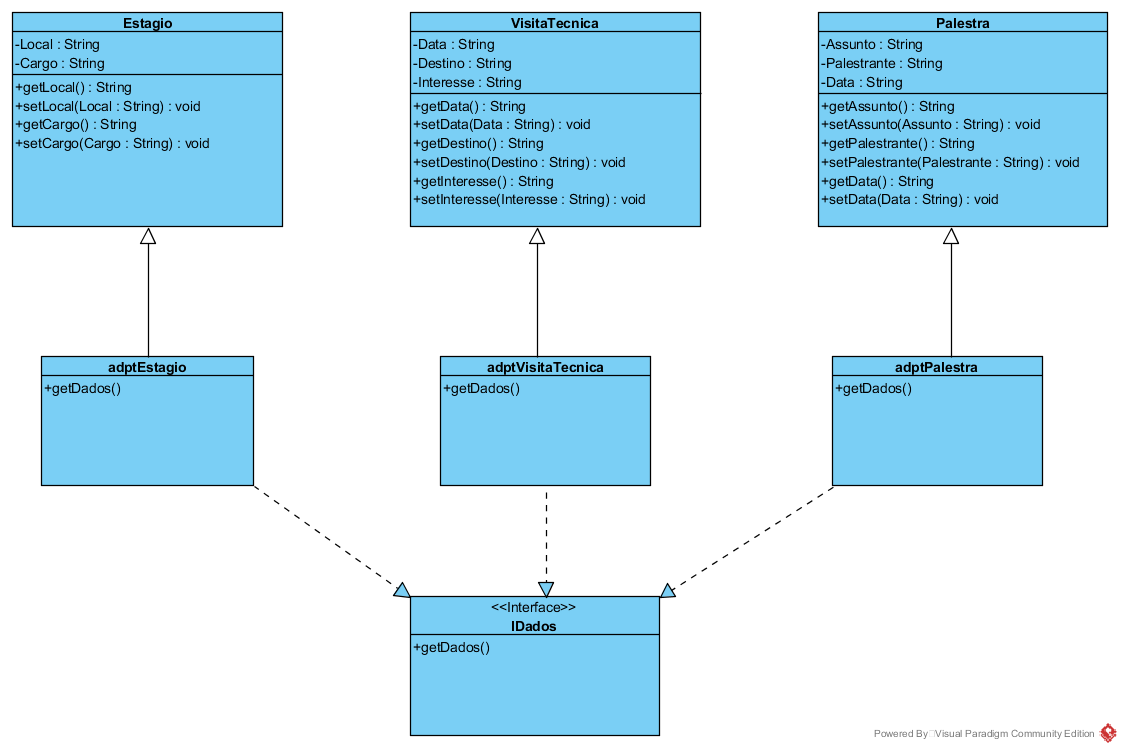 Estagio
-Local : String
-Cargo : String
+getLocal() : String
+setLocal(Local : String) : void
+getCargo() : String
+setCargo(Cargo : String) : void
VisitaTecnica
-Data : String
-Destino : String
-Interesse : String
+getData() : String
+setData(Data : String) : void
+getDestino() : String
+setDestino(Destino : String) : void
+getInteresse() : String
+setInteresse(Interesse : String) : void
Palestra
-Assunto : String
-Palestrante : String
-Data : String
+getAssunto() : String
+setAssunto(Assunto : String) : void
+getPalestrante() : String
+setPalestrante(Palestrante : String) : void
+getData() : String
+setData(Data : String) : void
adptEstagio
+getDados()
adptVisitaTecnica
+getDados()
adptPalestra
+getDados()
<<Interface>>
IDados
+getDados()
Powered By Visual Paradigm Community Edition